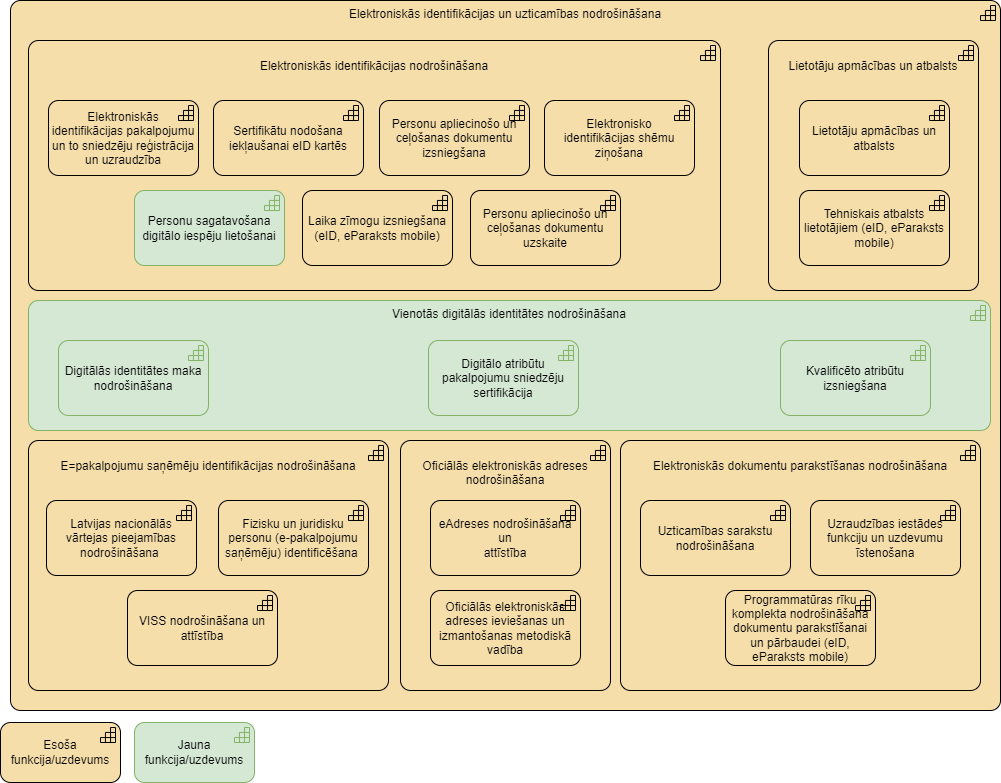 Elektroniskās identifikācijas un uzticamības nodrošināšana
Elektroniskās identifikācijas nodrošināšana
Elektroniskās
identifikācijas pakalpojumu
un to sniedzēju reģistrācija
un uzraudzība
Sertifikātu nodošana
iekļaušanai eID kartēs
Personu apliecinošo un
ceļošanas dokumentu
izsniegšana
Elektronisko
identifikācijas shēmu
ziņošana
Personu sagatavošana
digitālo iespēju lietošanai
Laika zīmogu izsniegšana
(eID, eParaksts mobile)
Personu apliecinošo un
ceļošanas dokumentu
uzskaite
Lietotāju apmācības un atbalsts
Lietotāju apmācības un
atbalsts
Tehniskais atbalsts
lietotājiem (eID, eParaksts
mobile)
Vienotās digitālās identitātes nodrošināšana
Digitālās identitātes maka
nodrošināšana
Digitālo atribūtu
pakalpojumu sniedzēju
sertifikācija
Kvalificēto atribūtu
izsniegšana
E=pakalpojumu saņēmēju identifikācijas nodrošināšana
Latvijas nacionālās
vārtejas pieejamības
nodrošināšana
Fizisku un juridisku
personu (e-pakalpojumu
saņēmēju) identificēšana
VISS nodrošināšana un
attīstība
Oficiālās elektroniskās adreses
nodrošināšana
eAdreses nodrošināšana
un
attīstība
Oficiālās elektroniskās
adreses ieviešanas un
izmantošanas metodiskā
vadība
Elektroniskās dokumentu parakstīšanas nodrošināšana
Uzticamības sarakstu
nodrošināšana
Uzraudzības iestādes
funkciju un uzdevumu
īstenošana
Programmatūras rīku
komplekta nodrošināšana
dokumentu parakstīšanai
un pārbaudei (eID,
eParaksts mobile)
Esoša
funkcija/uzdevums
Jauna
funkcija/uzdevums